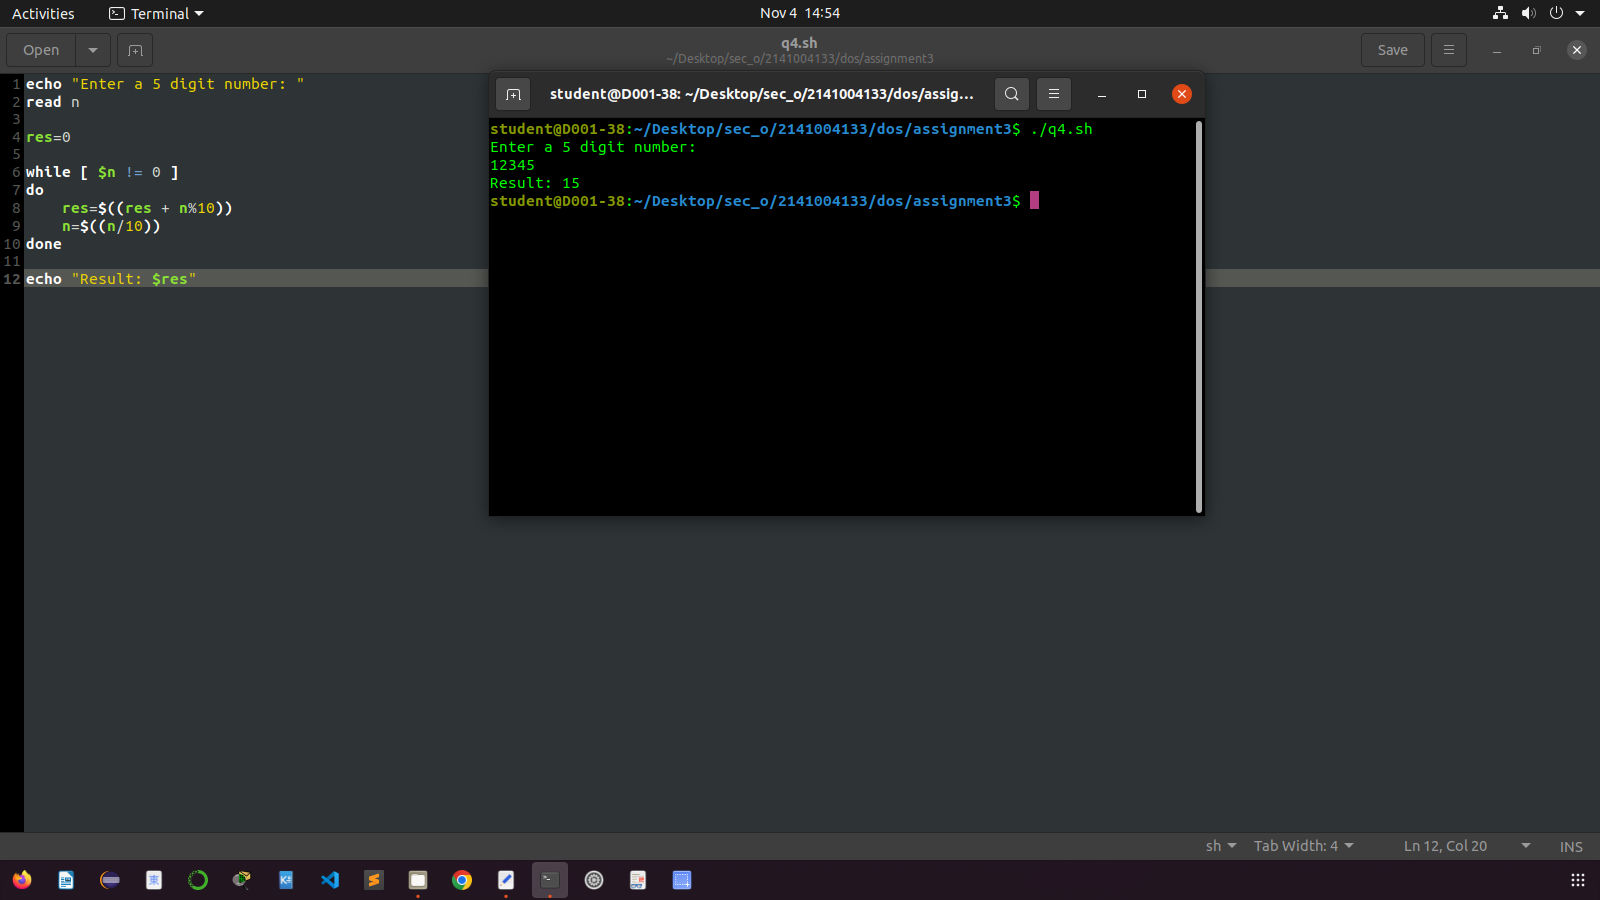 Activities
Terminal
Nov 4 14:54
Open
q4.sh
~/Desktop/sec_o/2141004133/dos/assignment3
Save
1 echo "Enter a 5 digit number: "
2 read n
3
4 res=0
5
6 while [ $n != 0 ]
7 do
8     res=$((res + n%10))
9     n=$((n/10))
10 done
11
12 echo "Result: $res"
student@D001-38: ~/Desktop/sec_o/2141004133/dos/assig...
student@D001-38:~/Desktop/sec_o/2141004133/dos/assignment3$ ./q4.sh
Enter a 5 digit number:
12345
Result: 15
student@D001-38:~/Desktop/sec_o/2141004133/dos/assignment3$
sh
Tab Width: 4
Ln 12, Col 20
INS